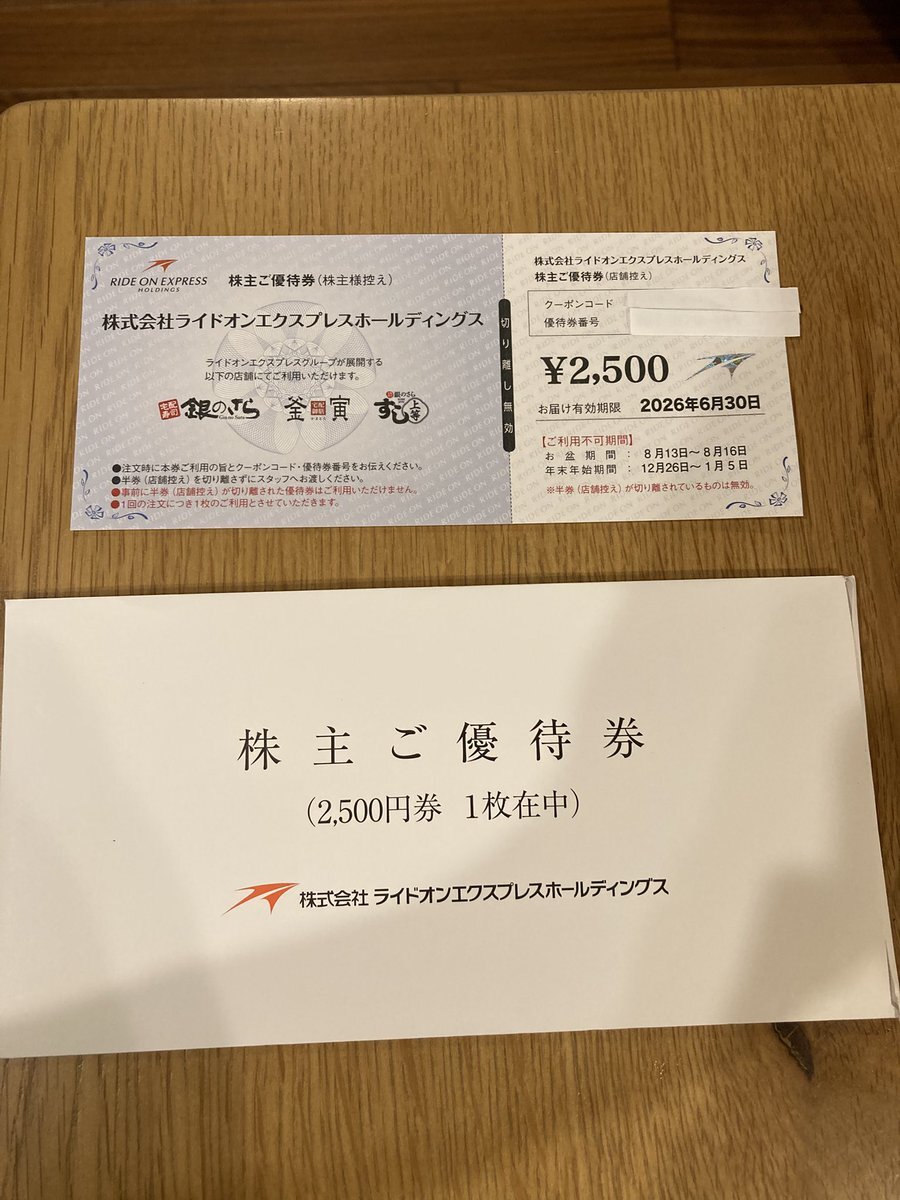 RIDE ON EXPRESS
HOLDINGS
株主ご優待券(株主様控え)
株式会社ライドオンエクスプレスホールディングス
ライドオンエクスプレスグループが展開する
以下の店舗にてご利用いただけます。
宅配寿司 銀のさら
釜寅
銀のさら すし上等
●注文時に本券ご利用の旨とクーポンコード・優待券番号をお伝えください。
●半券(店舗控え)を切り離さずにスタッフへお渡しください。
●事前に半券(店舗控え)が切り離された優待券はご利用いただけません。
●1回の注文につき1枚のご利用とさせていただきます。
切り離し無効
株式会社ライドオンエクスプレスホールディングス
株主ご優待券(店舗控え)
クーポンコード
優待券番号
¥2,500
お届け有効期限 2026年6月30日
【ご利用不可期間】
お盆期間:8月13日〜8月16日
年末年始期間:12月26日〜1月5日
※半券(店舗控え)が切り離されているものは無効。
株主ご優待券
(2,500円券 1枚在中)
株式会社 ライドオンエクスプレスホールディングス